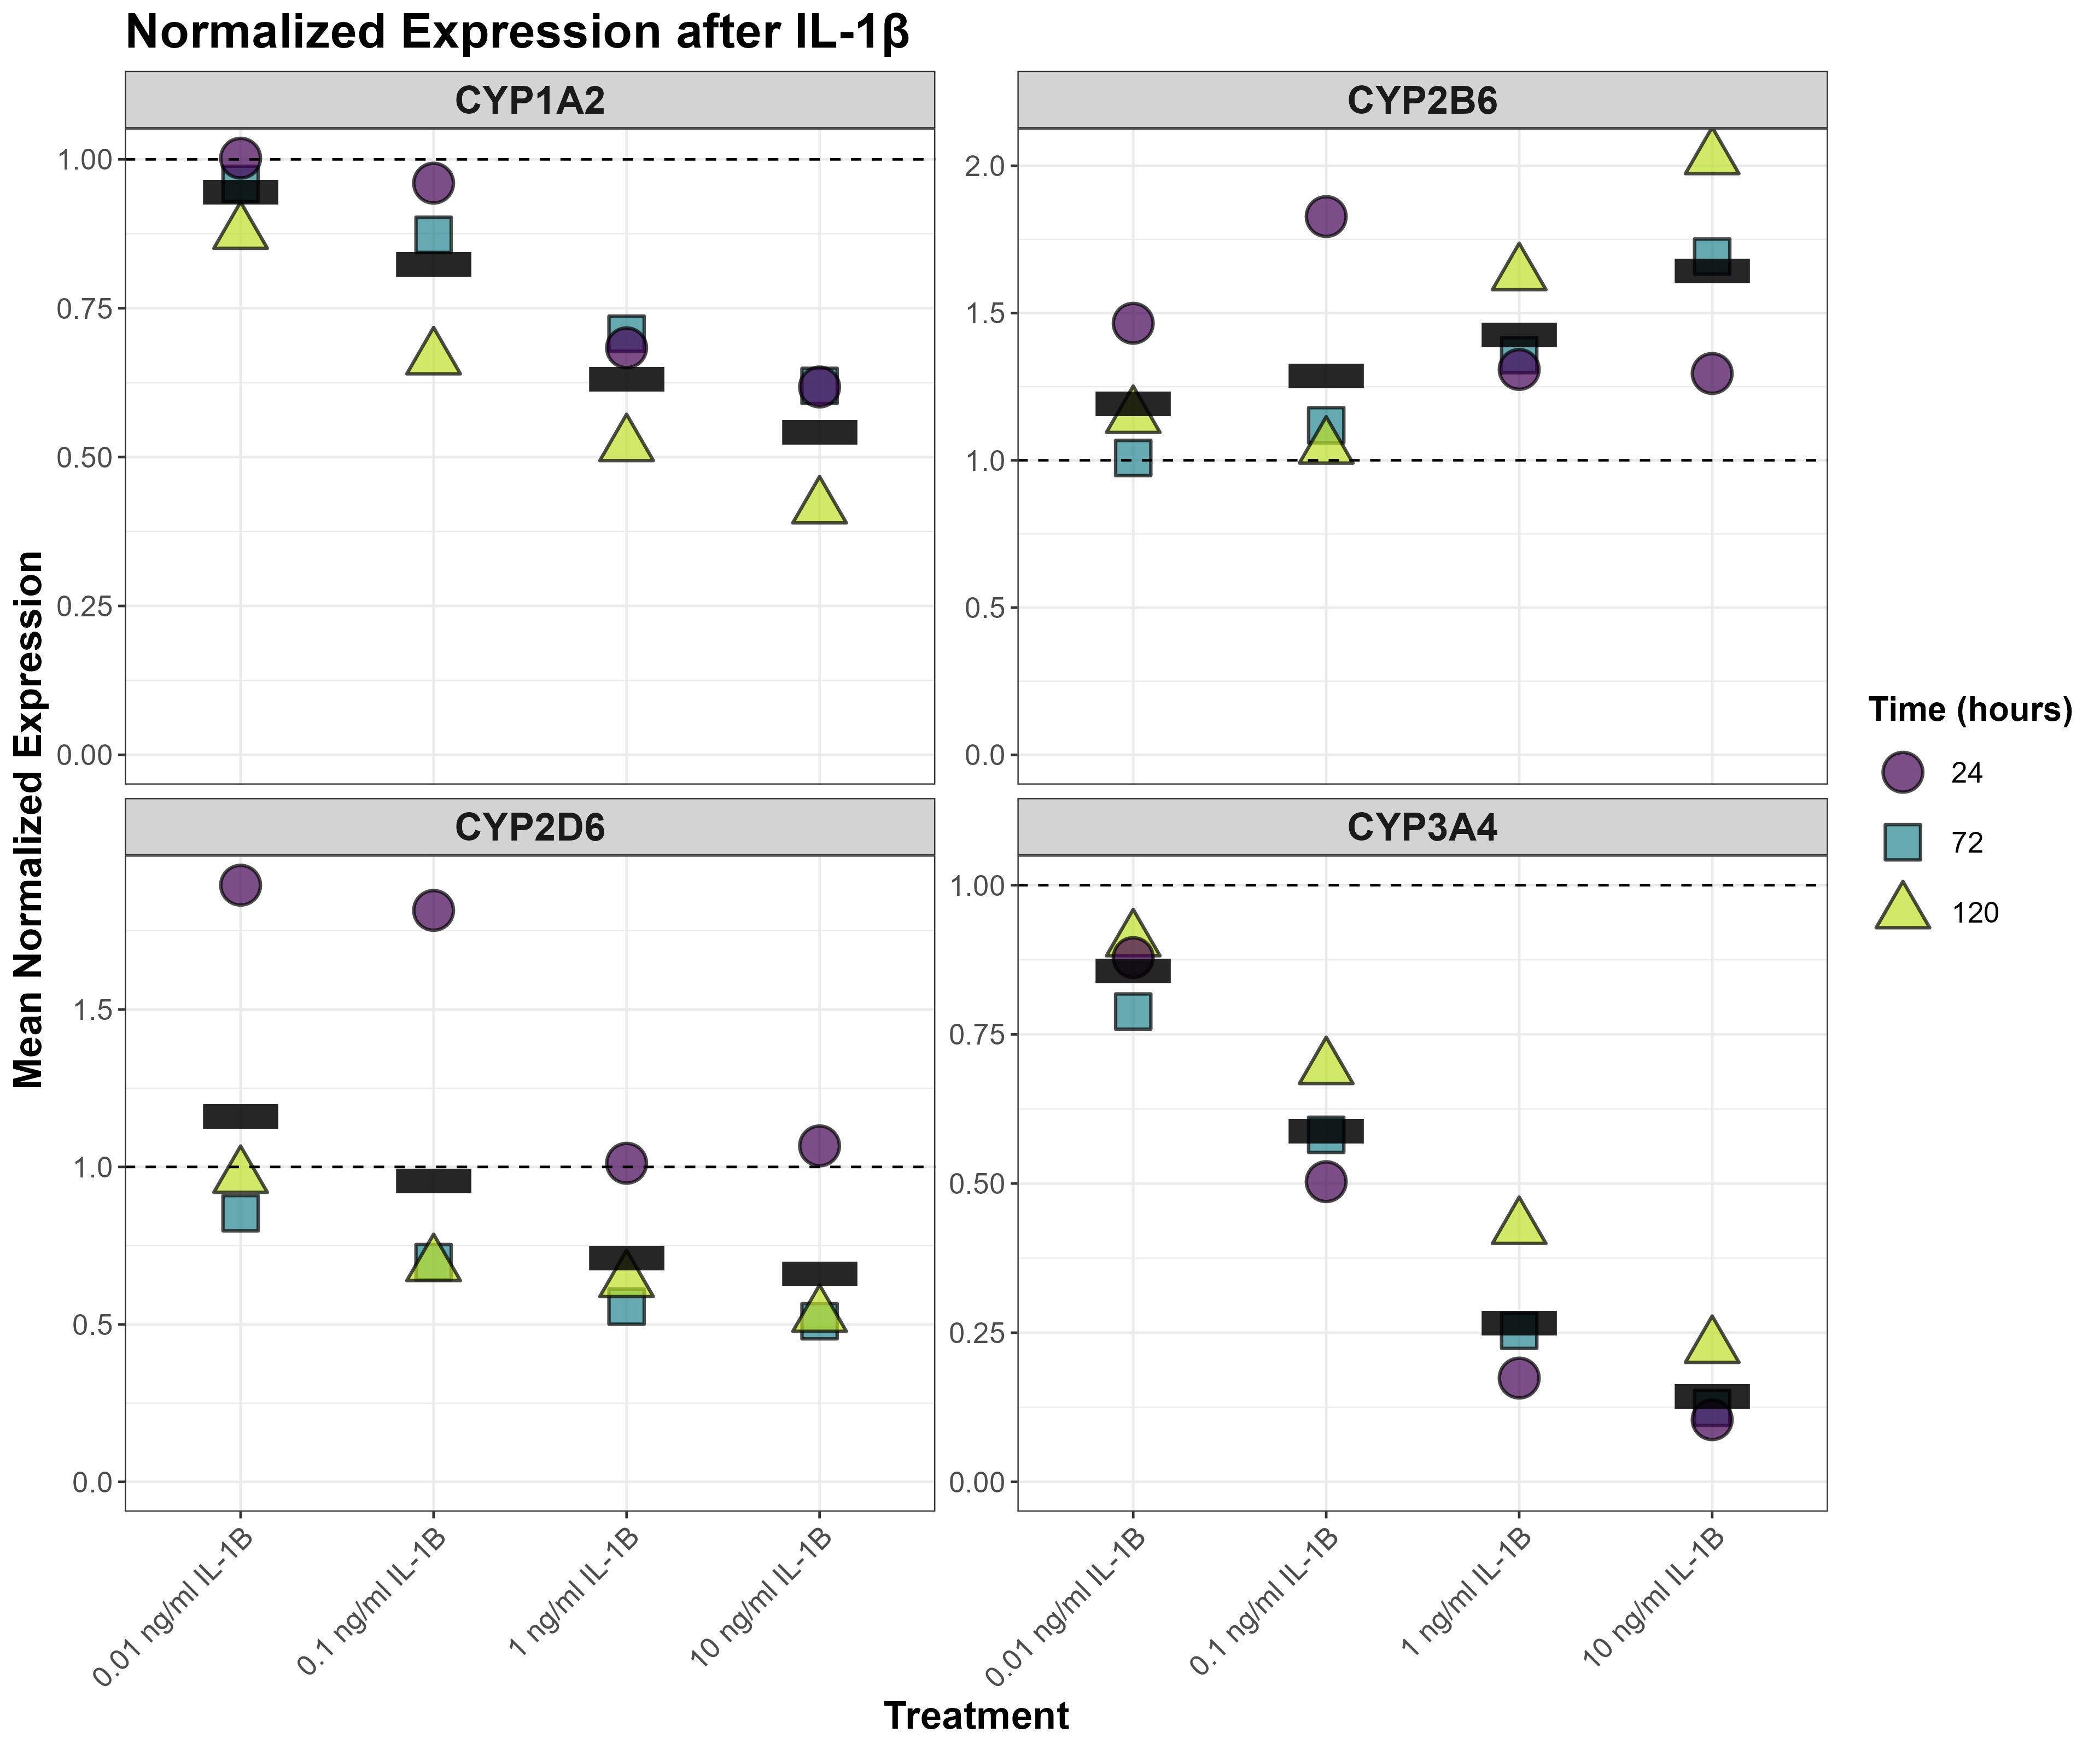 Normalized Expression after IL-1β
CYP1A2
CYP2B6
1.00
0.75
0.50
0.25
0.00
2.0
1.5
1.0
0.5
0.0
CYP2D6
CYP3A4
1.5
1.0
0.5
0.0
1.00
0.75
0.50
0.25
0.00
Mean Normalized Expression
0.01 ng/ml IL-1B
0.1 ng/ml IL-1B
1 ng/ml IL-1B
10 ng/ml IL-1B
0.01 ng/ml IL-1B
0.1 ng/ml IL-1B
1 ng/ml IL-1B
10 ng/ml IL-1B
Treatment
Time (hours)
24
72
120